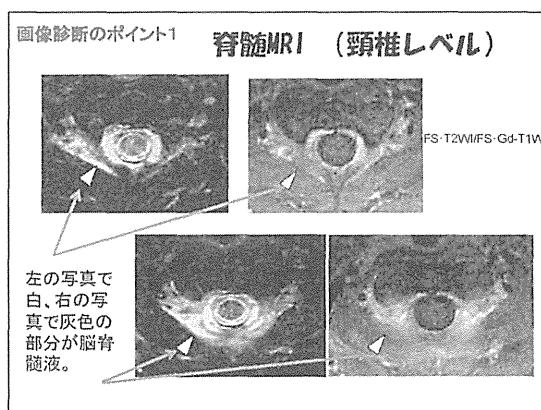 画像診断のポイント1
脊髄MRI （頸椎レベル）
FS-T2WI/FS-Gd-T1W
左の写真で
白、右の写
真で灰色の
部分が脳脊
髄液。